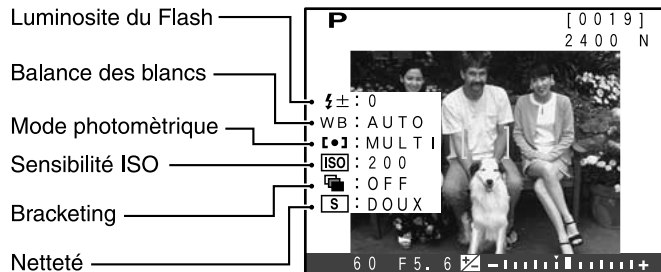 Luminosite du Flash
Balance des blancs
Mode photomètrique
Sensibilité ISO
Bracketing
Netteté
P [0019]
2400 N
±: 0
WB: AUTO
[•]: MULTI
ISO: 200
: OFF
S: DOUX
60 F5.6 +/- – +